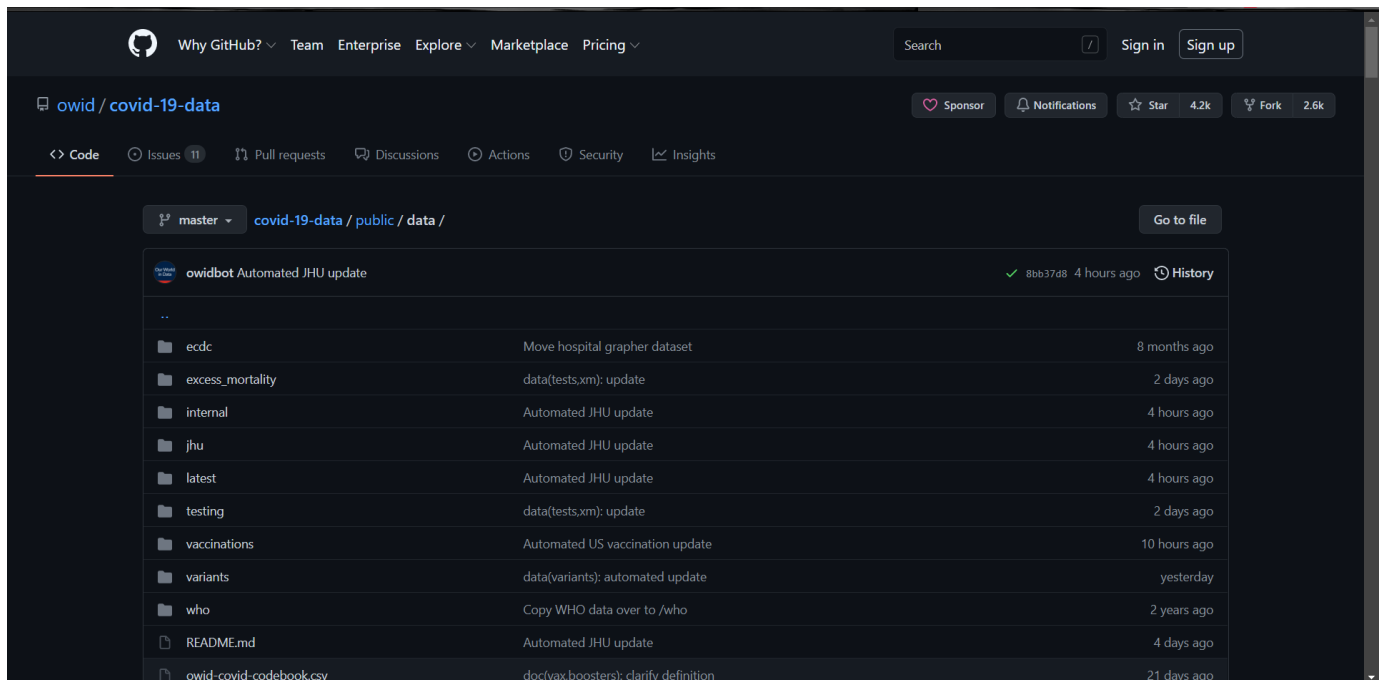 Why GitHub? Team Enterprise Explore Marketplace Pricing Search / Sign in Sign up
owid / covid-19-data Sponsor Notifications Star 4.2k Fork 2.6k
<> Code Issues 11 Pull requests Discussions Actions Security Insights
master covid-19-data / public / data / Go to file
Our World in Data owidbot Automated JHU update 8bb37d8 4 hours ago History
..
ecdc Move hospital grapher dataset 8 months ago
excess_mortality data(tests,xm): update 2 days ago
internal Automated JHU update 4 hours ago
jhu Automated JHU update 4 hours ago
latest Automated JHU update 4 hours ago
testing data(tests,xm): update 2 days ago
vaccinations Automated US vaccination update 10 hours ago
variants data(variants): automated update yesterday
who Copy WHO data over to /who 2 years ago
README.md Automated JHU update 4 days ago
owid-covid-codebook.csv doc(vax,boosters): clarify definition 21 days ago